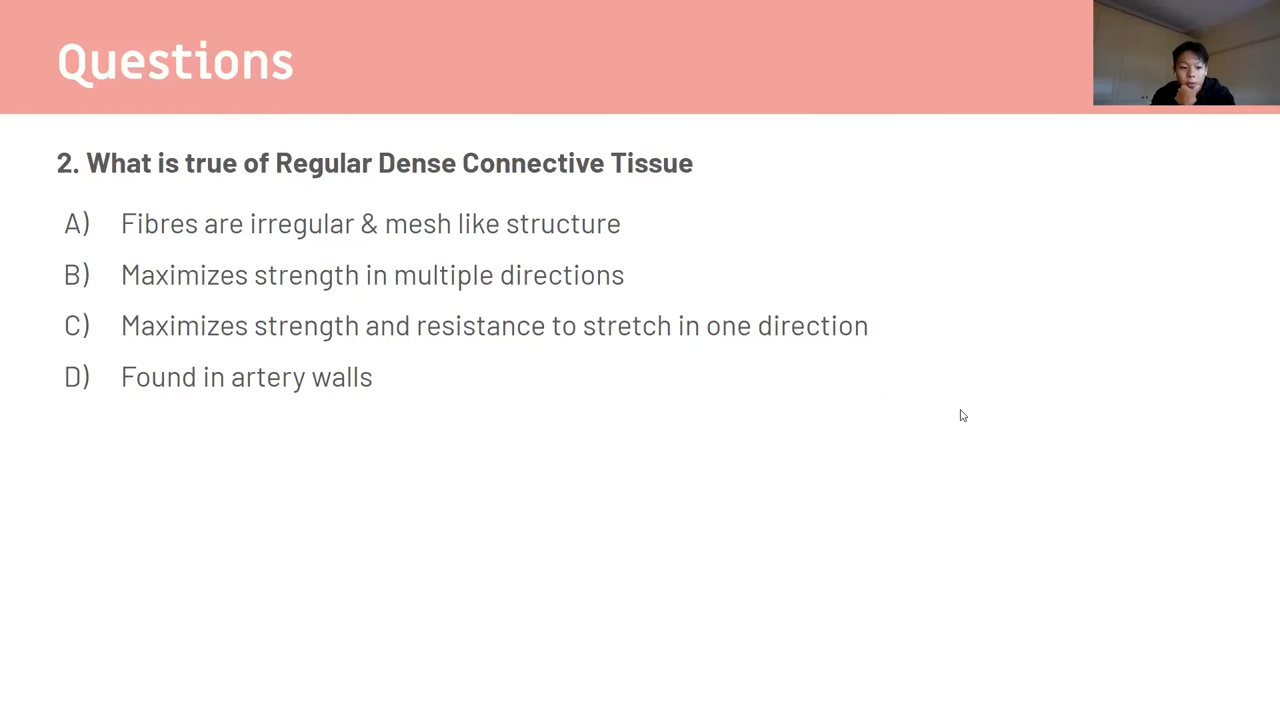 Questions
2. What is true of Regular Dense Connective Tissue
A) Fibres are irregular & mesh like structure
B) Maximizes strength in multiple directions
C) Maximizes strength and resistance to stretch in one direction
D) Found in artery walls